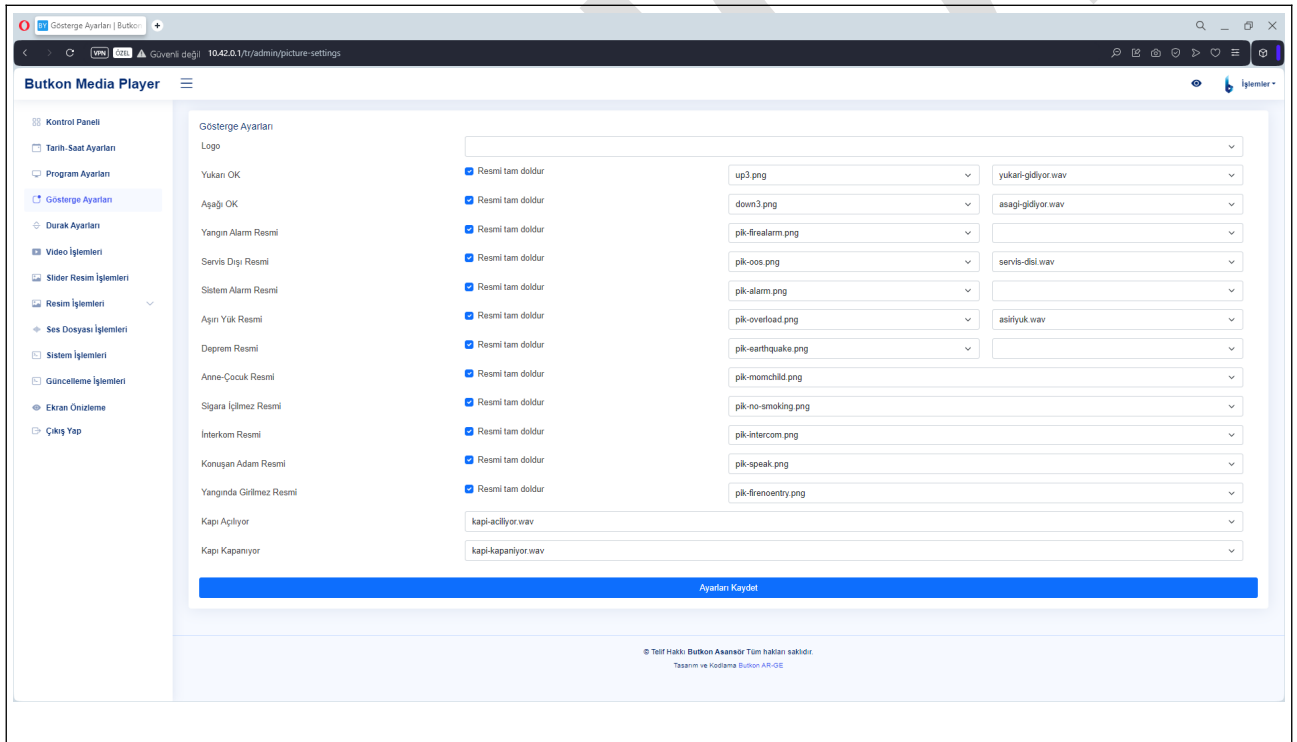 Gösterge Ayarları | Butkon
VPN ÖZEL Güvenli değil 10.42.0.1/tr/admin/picture-settings
Butkon Media Player
İşlemler
Kontrol Paneli
Tarih-Saat Ayarları
Program Ayarları
Gösterge Ayarları
Durak Ayarları
Video İşlemleri
Slider Resim İşlemleri
Resim İşlemleri
Ses Dosyası İşlemleri
Sistem İşlemleri
Güncelleme İşlemleri
Ekran Önizleme
Çıkış Yap
Gösterge Ayarları
Logo
Yukarı OK Resmi tam doldur up3.png yukari-gidiyor.wav
Aşağı OK Resmi tam doldur down3.png asagi-gidiyor.wav
Yangın Alarm Resmi Resmi tam doldur pik-firealarm.png
Servis Dışı Resmi Resmi tam doldur pik-oos.png servis-disi.wav
Sistem Alarm Resmi Resmi tam doldur pik-alarm.png
Aşırı Yük Resmi Resmi tam doldur pik-overload.png asiriyuk.wav
Deprem Resmi Resmi tam doldur pik-earthquake.png
Anne-Çocuk Resmi Resmi tam doldur pik-momchild.png
Sigara İçilmez Resmi Resmi tam doldur pik-no-smoking.png
İnterkom Resmi Resmi tam doldur pik-intercom.png
Konuşan Adam Resmi Resmi tam doldur pik-speak.png
Yangında Girilmez Resmi Resmi tam doldur pik-firenoentry.png
Kapı Açılıyor kapi-aciliyor.wav
Kapı Kapanıyor kapi-kapaniyor.wav
Ayarları Kaydet
© Telif Hakkı Butkon Asansör Tüm hakları saklıdır.
Tasarım ve Kodlama Butkon AR-GE